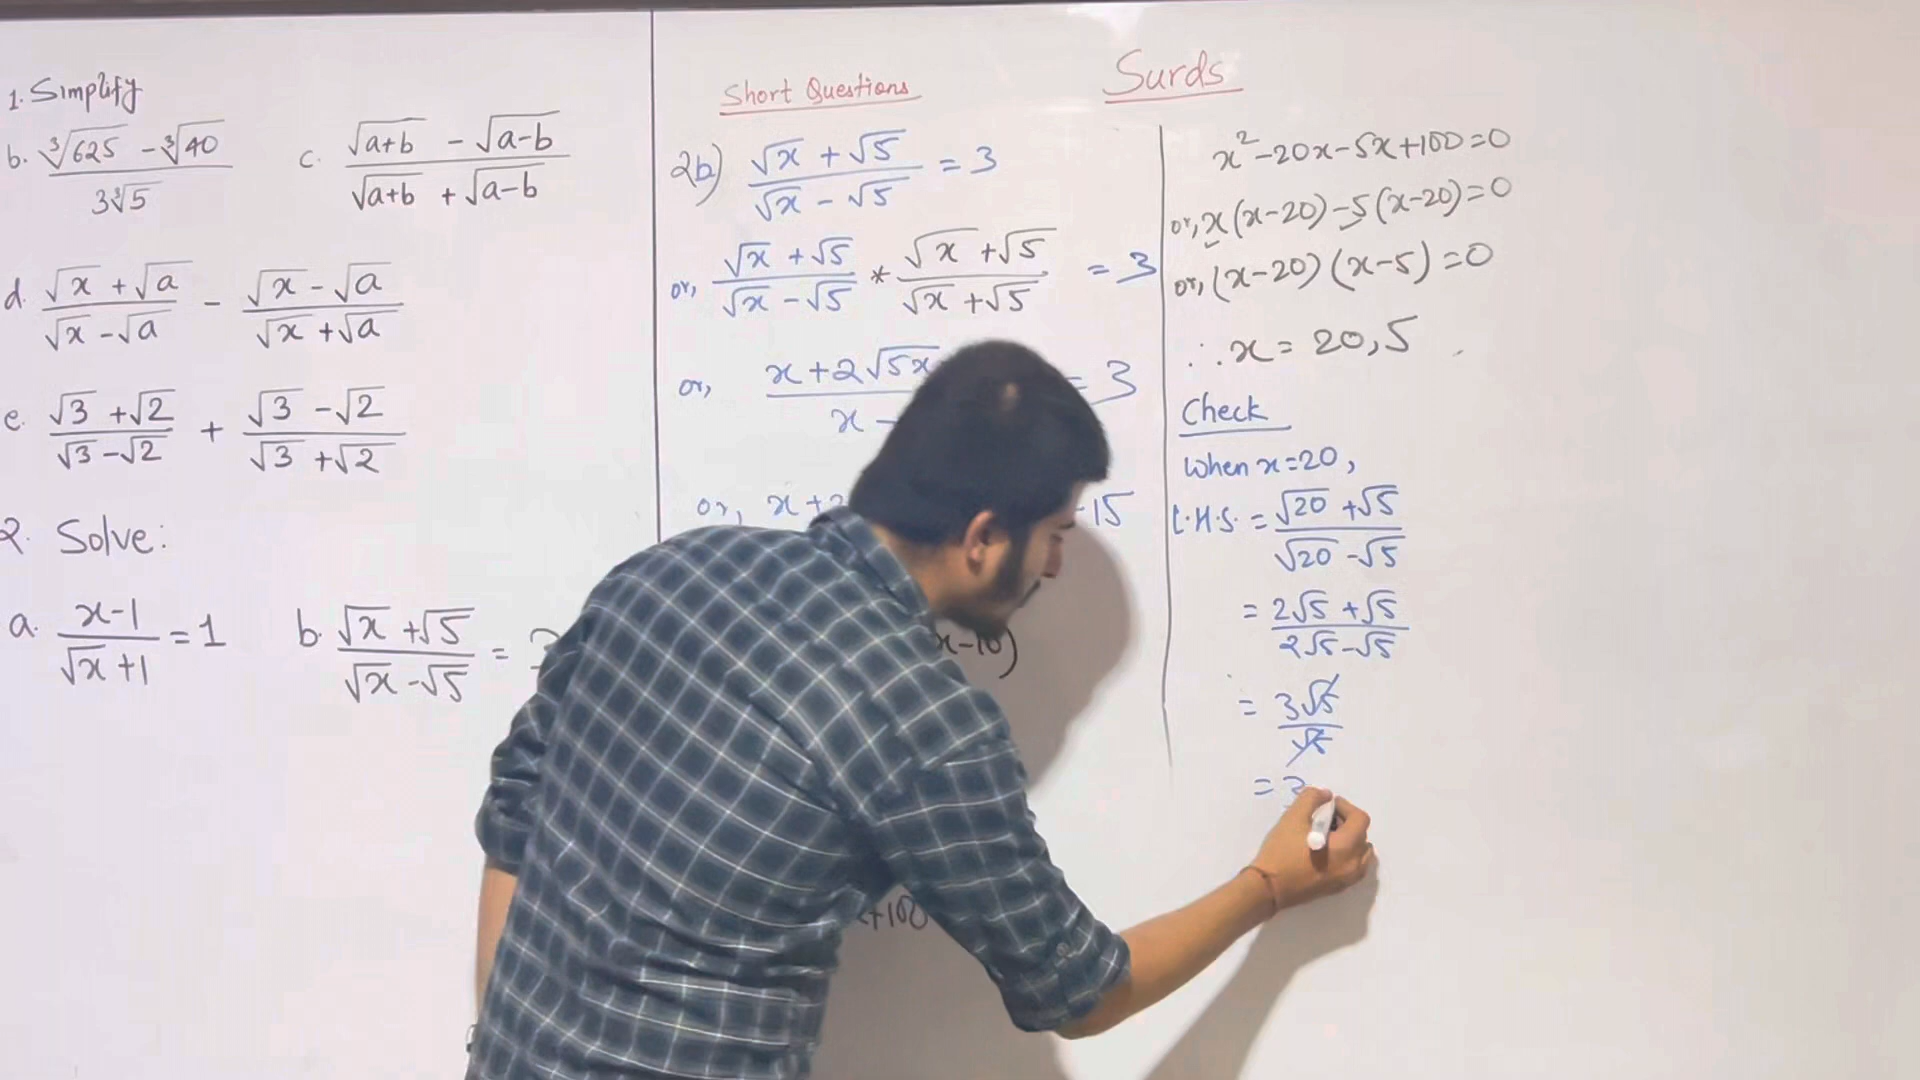 1. Simplify
b. (∛625 - ∛40) / 3∛5
c. (√(a+b) - √(a-b)) / (√(a+b) + √(a-b))
d. (√x + √a) / (√x - √a) - (√x - √a) / (√x + √a)
e. (√3 + √2) / (√3 - √2) + (√3 - √2) / (√3 + √2)
2. Solve:
a. (x-1) / (√x + 1) = 1
b. (√x + √5) / (√x - √5) =
Short Questions
2b) (√x + √5) / (√x - √5) = 3
or, (√x + √5) / (√x - √5) * (√x + √5) / (√x + √5) = 3
or, x + 2√5x / x - = 3
or, x + -15
x-10)
x+100
Surds
x² - 20x - 5x + 100 = 0
or, x(x-20) - 5(x-20) = 0
or, (x-20)(x-5) = 0
∴ x = 20, 5
Check
When x = 20,
L.H.S. = (√20 + √5) / (√20 - √5)
= (2√5 + √5) / (2√5 - √5)
= 3√5 / √5
= 3